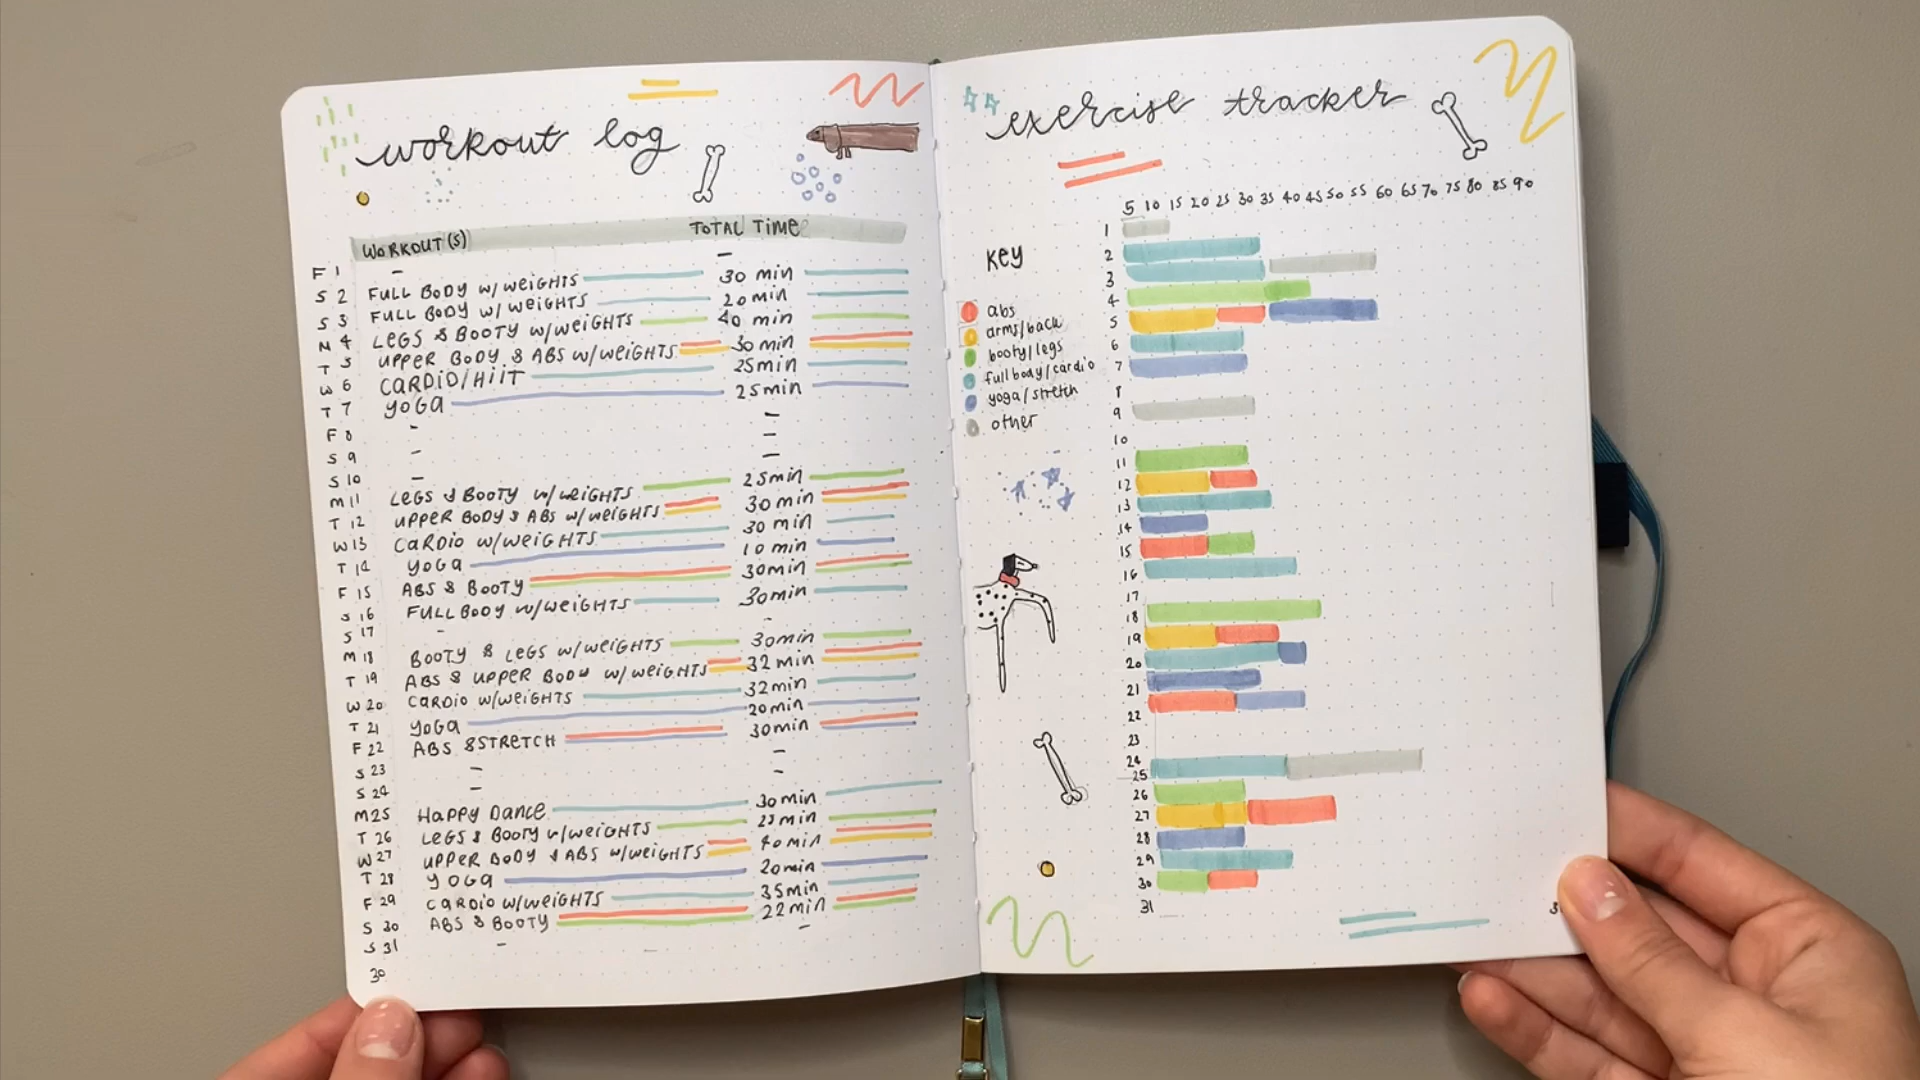 workout log
WORKOUT(S) TOTAL TIME
F 1 – –
S 2 FULL BODY W/WEIGHTS 30 min
S 3 FULL BODY W/ WEIGHTS 20 min
M 4 LEGS & BOOTY W/WEIGHTS 40 min
T 5 UPPER BODY & ABS W/WEIGHTS 30 min
W 6 CARDIO/HIIT 25min
T 7 YOGA 25min
F 8 – –
S 9 – –
S 10 – –
M 11 LEGS & BOOTY W/WEIGHTS 25min
T 12 UPPER BODY & ABS W/WEIGHTS 30 min
W13 CARDIO W/WEIGHTS 30 min
T 14 YOGA 10 min
F 15 ABS & BOOTY 30min
S 16 FULL BODY W/WEIGHTS 30min
S 17 - -
M 18 BOOTY & LEGS W/WEIGHTS 30min
T 19 ABS & UPPER BODY W/WEIGHTS 32 min
W 20 CARDIO W/WEIGHTS 32min
T 21 YOGA 20min
F 22 ABS & STRETCH 30min
S 23 – –
S 24 – –
M25 HAPPY DANCE 30min
T 26 LEGS & BOOTY W/WEIGHTS 23min
W 27 UPPER BODY & ABS W/WEIGHTS 40min
T 28 YOGA 20min
F 29 CARDIO W/WEIGHTS 35min
S 30 ABS & BOOTY 22min
S 31 – –
30
exercise tracker
5 10 15 20 25 30 35 40 45 50 55 60 65 70 75 80 85 90
KEY
abs
arms/back
booty/legs
full body/cardio
yoga/stretch
other
1
2
3
4
5
6
7
8
9
10
11
12
13
14
15
16
17
18
19
20
21
22
23
24
25
26
27
28
29
30
31